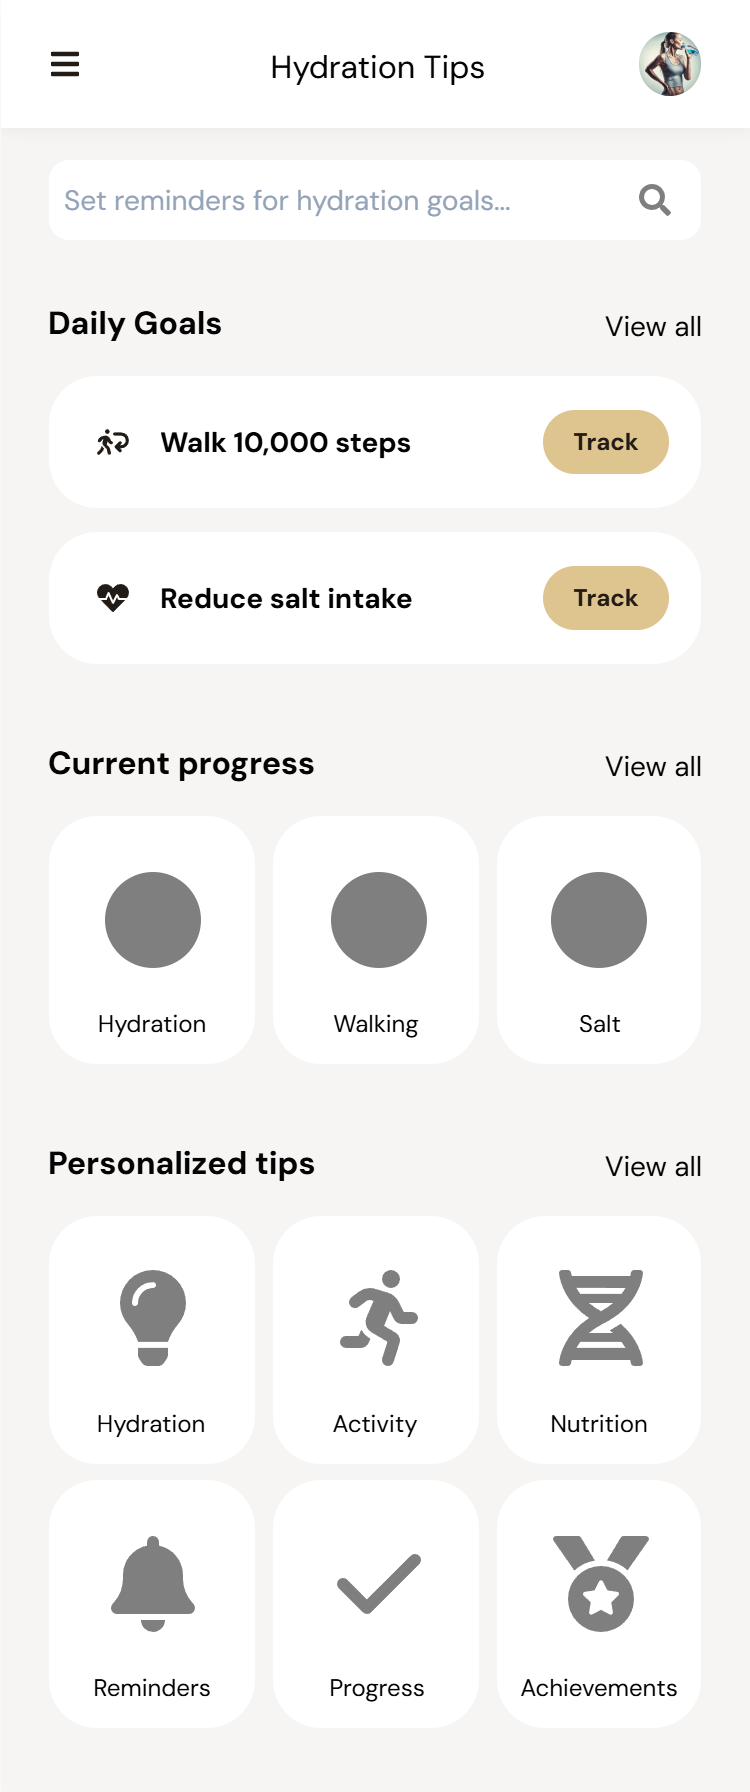 Hydration Tips
Set reminders for hydration goals...
Daily Goals
View all
Walk 10,000 steps
Track
Reduce salt intake
Track
Current progress
View all
Hydration
Walking
Salt
Personalized tips
View all
Hydration
Activity
Nutrition
Reminders
Progress
Achievements